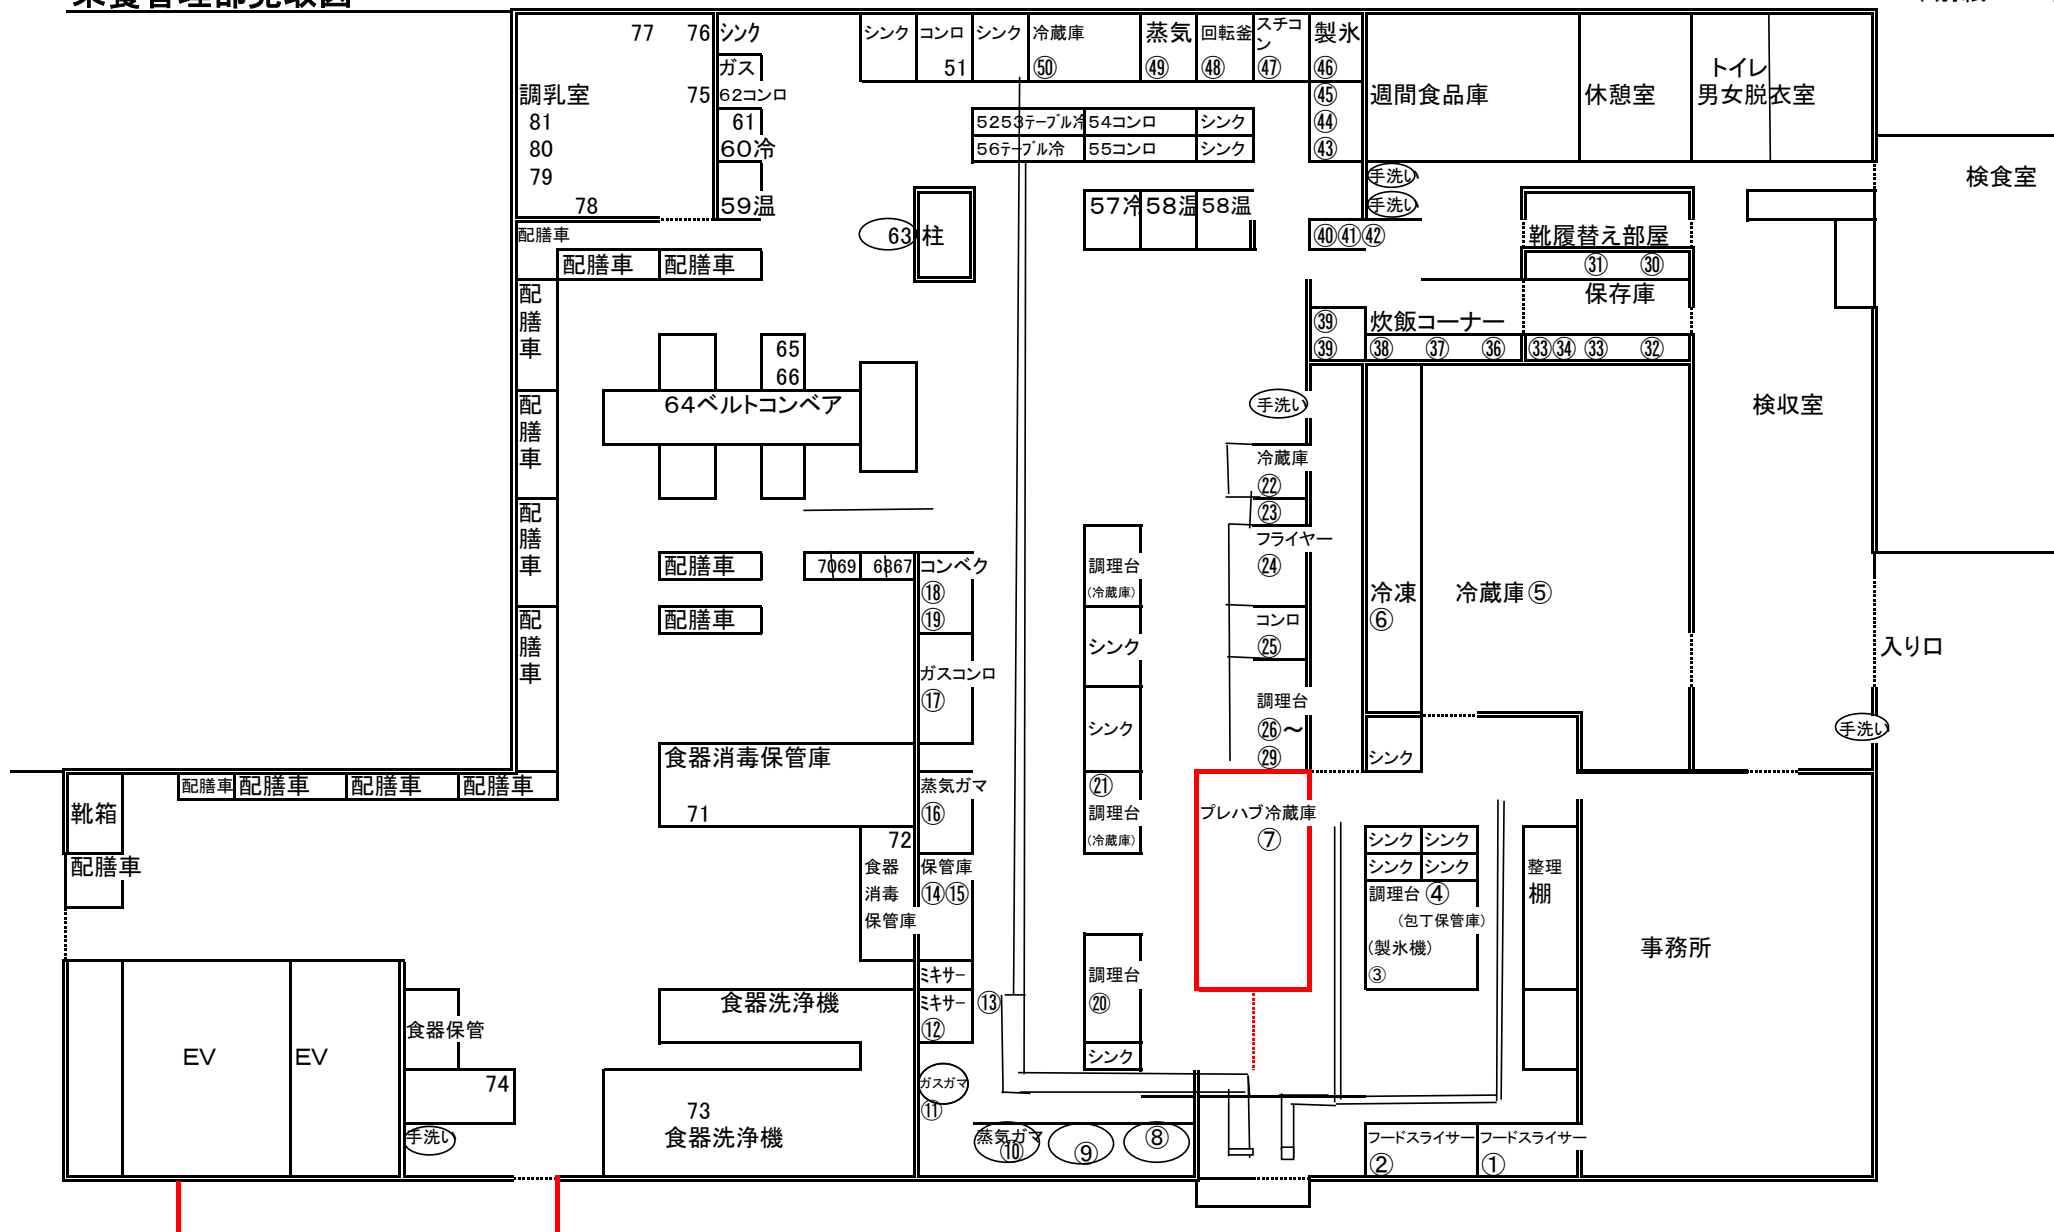 栄養管理部見取図
77 76 シンク シンク コンロ シンク 冷蔵庫 蒸気 回転釜 スチコン 製氷
ガス 51 ㊿ ㊾ ㊽ ㊼ ㊻ トイレ
調乳室 75 62コンロ ㊺ 週間食品庫 休憩室 男女脱衣室
81 61 5253テーブル冷 54コンロ シンク ㊹
80 60冷 56テーブル冷 55コンロ シンク ㊸
79 手洗い 検食室
78 59温 57冷 58温 58温 手洗い
配膳車 63 柱 ㊵㊶㊷ 靴履替え部屋
配膳車 配膳車 ㉛ ㉚
配膳車 保存庫
㊴ 炊飯コーナー
65 ㊴ ㊳ ㊲ ㊱ ㉝㉞ ㉝ ㉜
66
配膳車 64ベルトコンベア 手洗い 検収室
冷蔵庫
㉒
配膳車 ㉓
フライヤー
配膳車 7069 6867 コンベク 調理台 ㉔
⑱ (冷蔵庫) 冷凍 冷蔵庫⑤
配膳車 配膳車 ⑲ コンロ ⑥
シンク ㉕ 入り口
ガスコンロ
⑰ 調理台
シンク ㉖～ 手洗い
食器消毒保管庫 ㉙ シンク
配膳車 配膳車 配膳車 配膳車 蒸気ガマ ㉑
靴箱 71 ⑯ 調理台 プレハブ冷蔵庫
72 (冷蔵庫) ⑦ シンク シンク
配膳車 食器 保管庫 シンク シンク 整理
消毒 ⑭⑮ 調理台 ④ 棚
保管庫 (包丁保管庫)
(製氷機) 事務所
ミキサー 調理台 ③
食器洗浄機 ミキサー ⑬ ⑳
食器保管 ⑫
EV EV シンク
74 ガスガマ
73 ⑪
手洗い 食器洗浄機 蒸気ガマ ⑧ フードスライサー フードスライサー
⑩ ⑨ ② ①